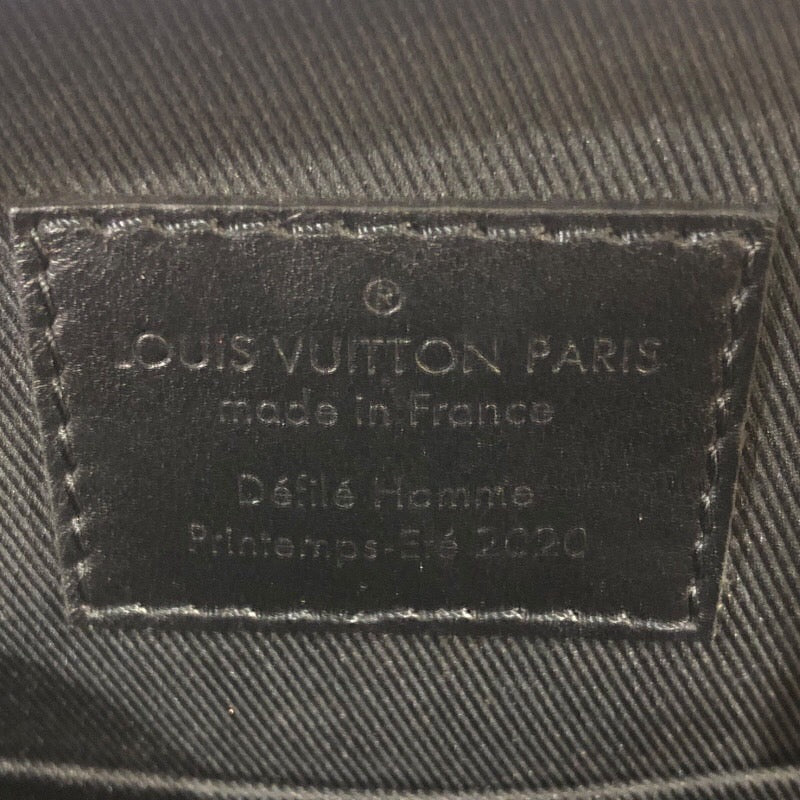 ®
LOUIS VUITTON PARIS
made in France
Défilé Homme
Printemps-Eté 2020